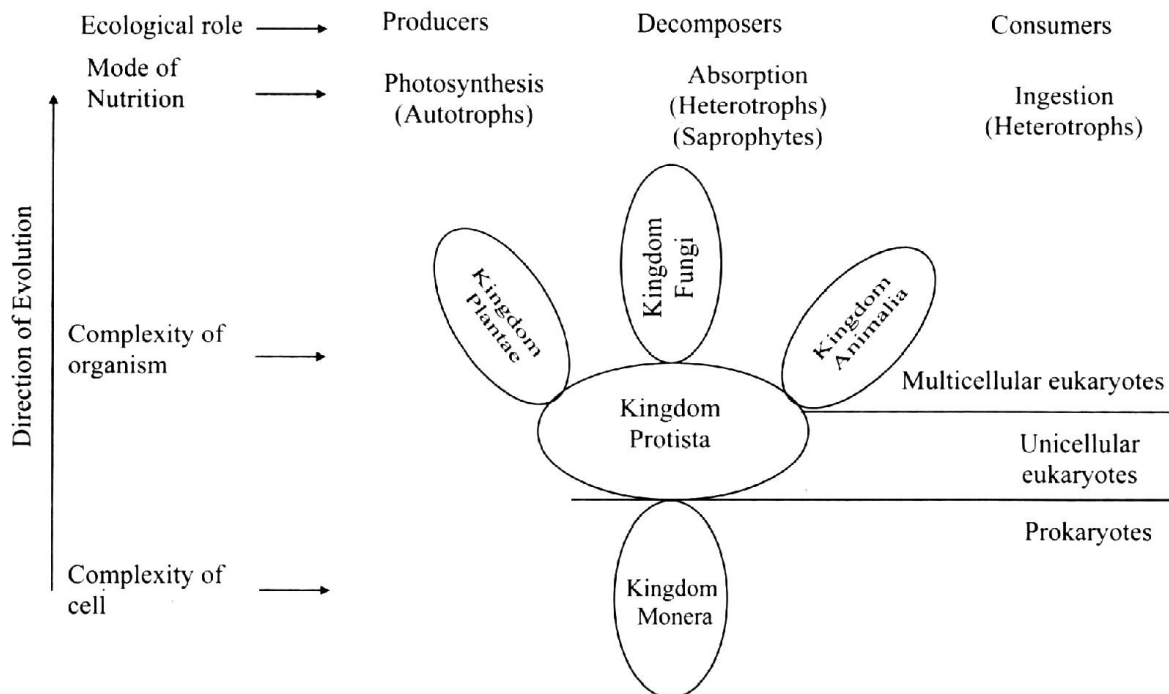 Ecological role
Producers
Decomposers
Consumers
Mode of
Nutrition
Photosynthesis
(Autotrophs)
Absorption
(Heterotrophs)
(Saprophytes)
Ingestion
(Heterotrophs)
Direction of Evolution
Kingdom
Plantae
Kingdom
Fungi
Kingdom
Animalia
Complexity of
organism
Multicellular eukaryotes
Kingdom
Protista
Unicellular
eukaryotes
Prokaryotes
Complexity of
cell
Kingdom
Monera